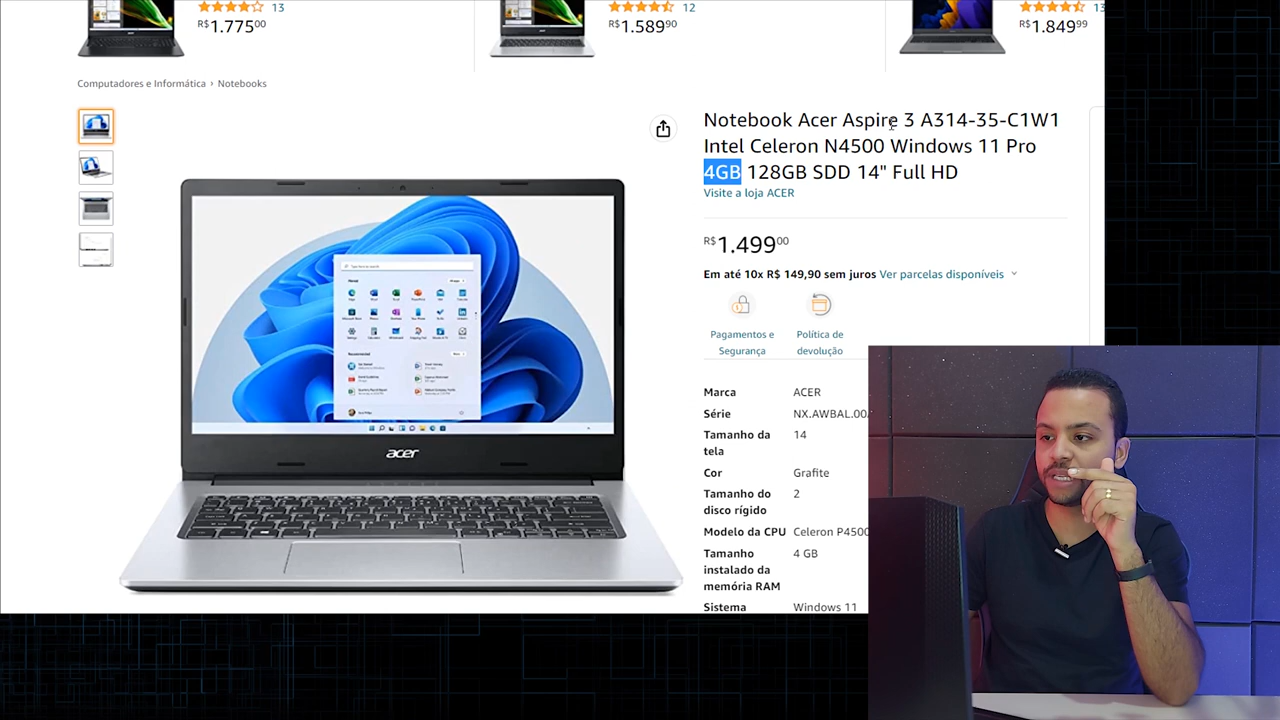 13
R$1.77500
12
R$1.589 90
13
R$1.849 99
Computadores e Informática › Notebooks
Notebook Acer Aspire 3 A314-35-C1W1
Intel Celeron N4500 Windows 11 Pro
4GB 128GB SDD 14" Full HD
Visite a loja ACER
R$1.499 00
Em até 10x R$ 149,90 sem juros Ver parcelas disponíveis
Pagamentos e
Segurança
Política de
devolução
acer
Marca ACER
Série NX.AWBAL.00
Tamanho da
tela
14
Cor Grafite
Tamanho do
disco rígido
2
Modelo da CPU Celeron P4500
Tamanho
instalado da
memória RAM
4 GB
Sistema Windows 11